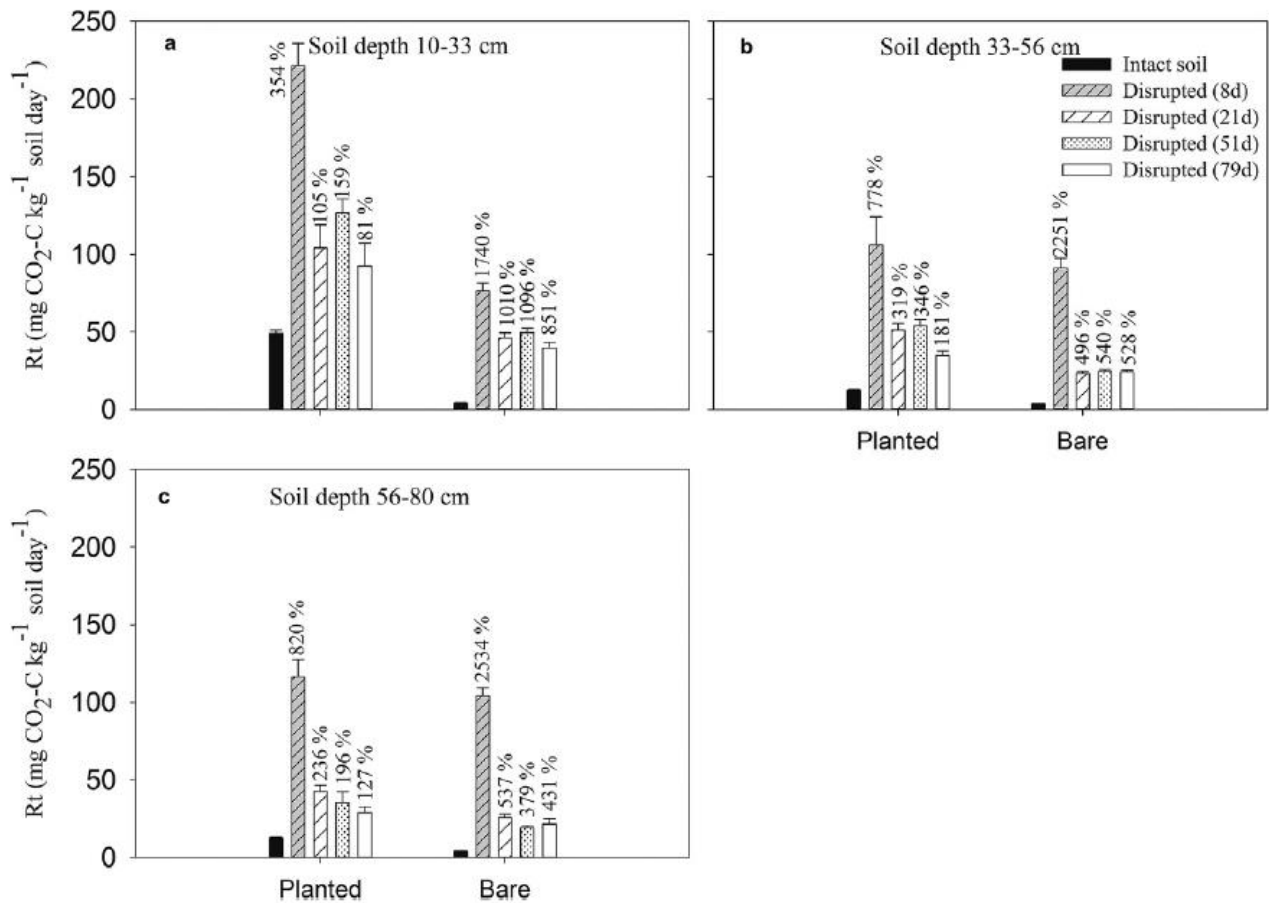 a Soil depth 10-33 cm
b Soil depth 33-56 cm
Rt (mg CO2-C kg-1 soil day-1)
250
200
150
100
50
0
354 %
105 %
159 %
81 %
1740 %
1010 %
1096 %
851 %
Intact soil
Disrupted (8d)
Disrupted (21d)
Disrupted (51d)
Disrupted (79d)
778 %
319 %
346 %
181 %
2251 %
496 %
540 %
528 %
Planted
Bare
c Soil depth 56-80 cm
Rt (mg CO2-C kg-1 soil day-1)
250
200
150
100
50
0
820 %
236 %
196 %
127 %
2534 %
537 %
379 %
431 %
Planted
Bare